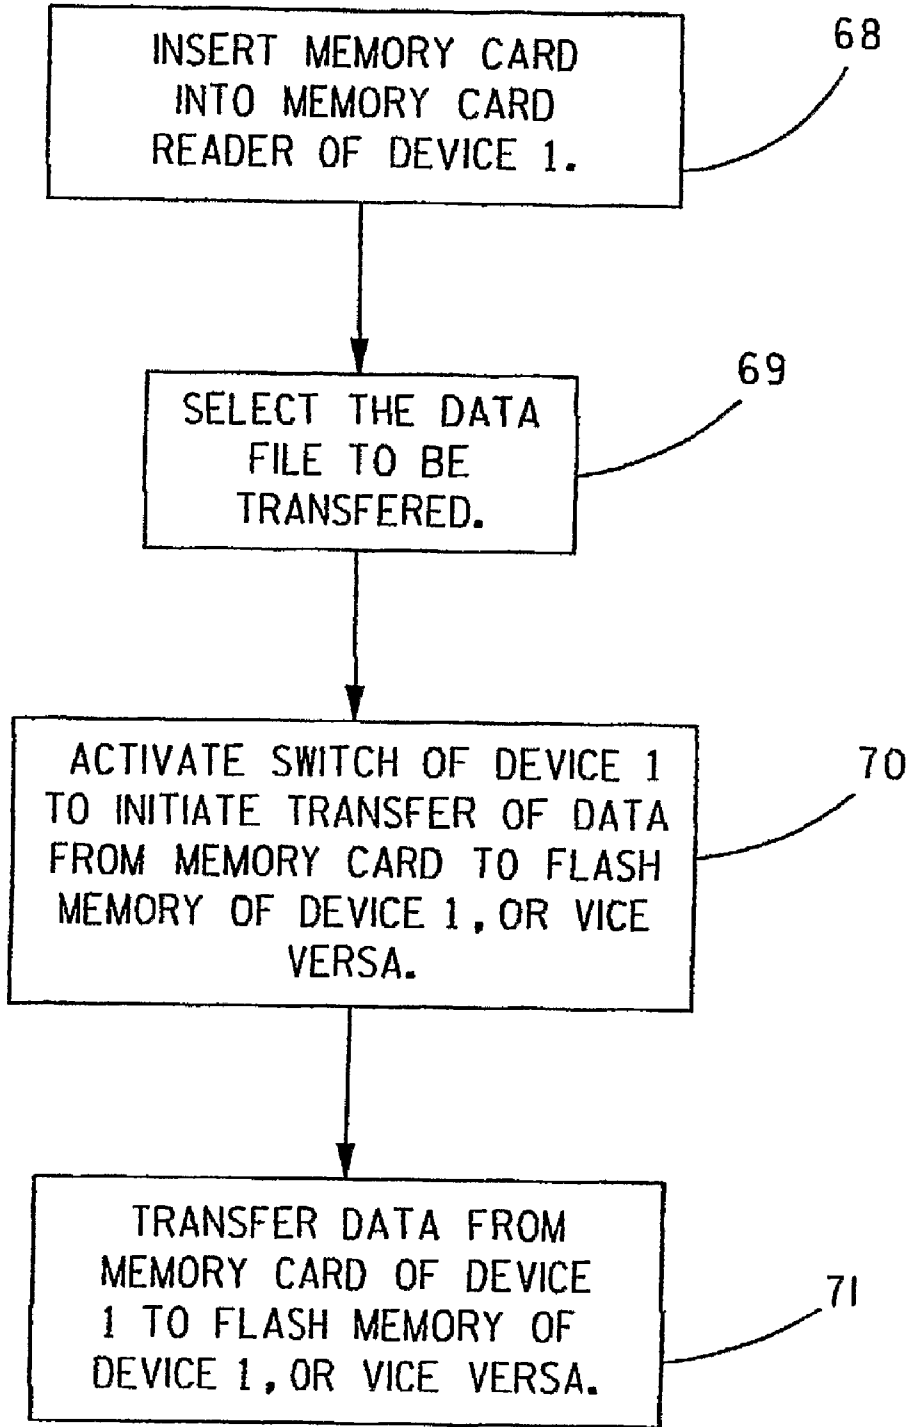 INSERT MEMORY CARD
INTO MEMORY CARD
READER OF DEVICE 1.
68
SELECT THE DATA
FILE TO BE
TRANSFERED.
69
ACTIVATE SWITCH OF DEVICE 1
TO INITIATE TRANSFER OF DATA
FROM MEMORY CARD TO FLASH
MEMORY OF DEVICE 1, OR VICE
VERSA.
70
TRANSFER DATA FROM
MEMORY CARD OF DEVICE
1 TO FLASH MEMORY OF
DEVICE 1, OR VICE VERSA.
71